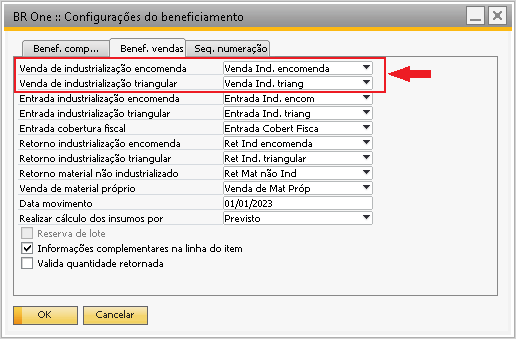 BR One :: Configurações do beneficiamento
Benef. comp... Benef. vendas Seq. numeração
Venda de industrialização encomenda Venda Ind. encomenda
Venda de industrialização triangular Venda Ind. triang
Entrada industrialização encomenda Entrada Ind. encom
Entrada industrialização triangular Entrada Ind. triang
Entrada cobertura fiscal Entrada Cobert Fisca
Retorno industrialização encomenda Ret Ind encomenda
Retorno industrialização triangular Ret Ind. triangular
Retorno material não industrializado Ret Mat não Ind
Venda de material próprio Venda de Mat Próp
Data movimento 01/01/2023
Realizar cálculo dos insumos por Previsto
Reserva de lote
Informações complementares na linha do item
Valida quantidade retornada
OK Cancelar